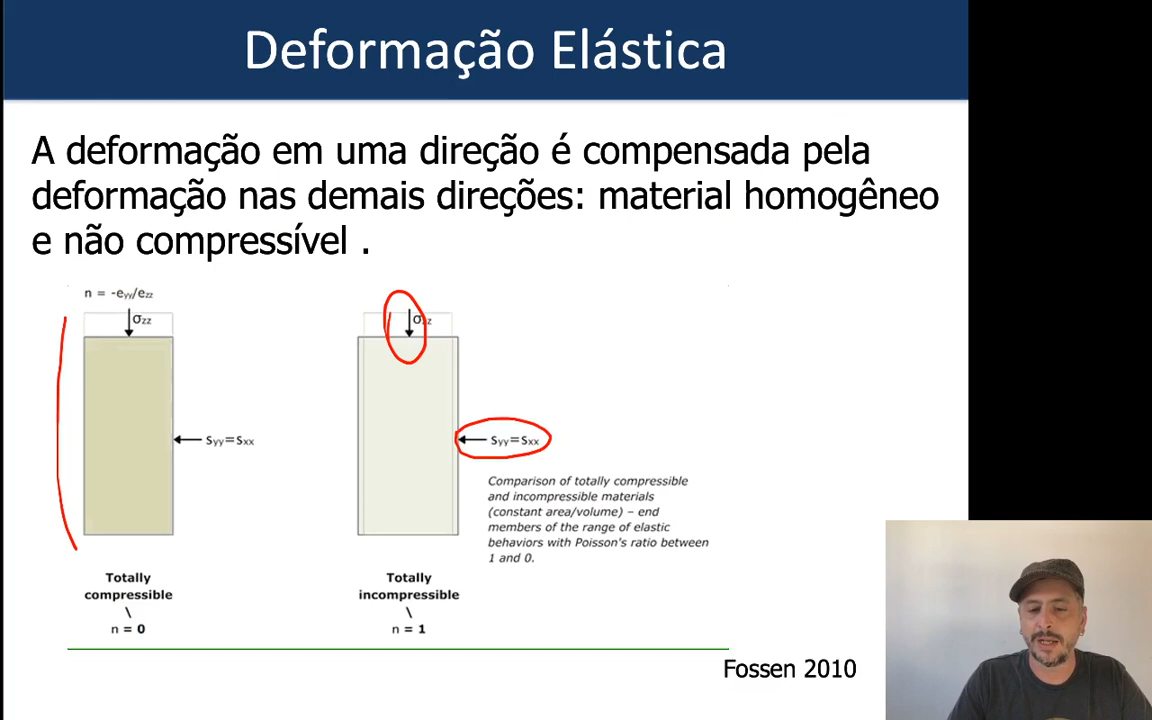 Deformação Elástica
A deformação em uma direção é compensada pela
deformação nas demais direções: material homogêneo
e não compressível .
n = -eyy/ezz
σzz
σzz
syy=sxx
syy=sxx
Comparison of totally compressible
and incompressible materials
(constant area/volume) – end
members of the range of elastic
behaviors with Poisson's ratio between
1 and 0.
Totally
compressible
\
n = 0
Totally
incompressible
\
n = 1
Fossen 2010